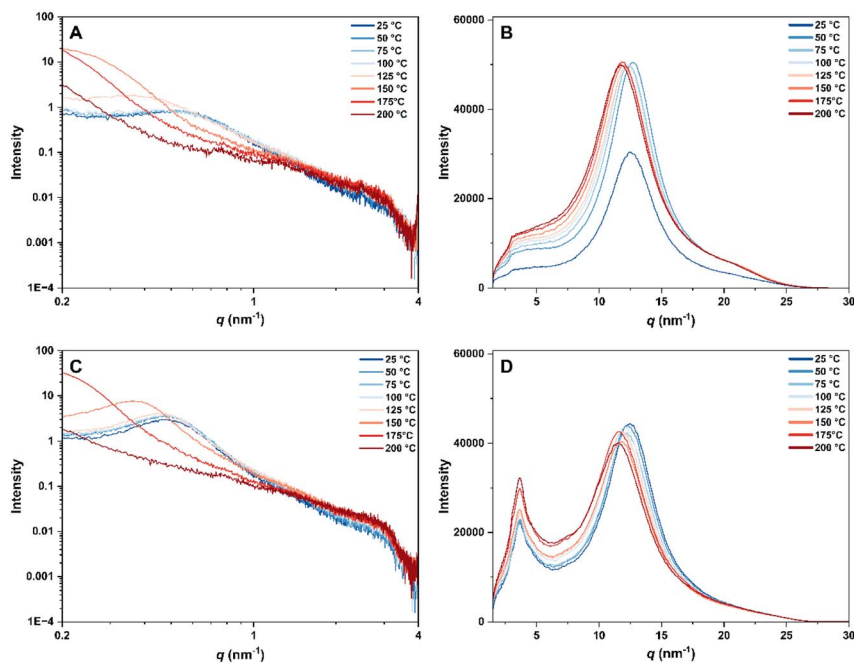 A
100
10
1
0.1
0.01
0.001
1E−4
Intensity
0.2
1
4
q (nm⁻¹)
25 °C
50 °C
75 °C
100 °C
125 °C
150 °C
175°C
200 °C
B
60000
40000
20000
0
Intensity
5
10
15
20
25
30
q (nm⁻¹)
25 °C
50 °C
75 °C
100 °C
125 °C
150 °C
175 °C
200 °C
C
100
10
1
0.1
0.01
0.001
1E−4
Intensity
0.2
1
4
q (nm⁻¹)
25 °C
50 °C
75 °C
100 °C
125 °C
150 °C
175 °C
200 °C
D
60000
40000
20000
0
Intensity
5
10
15
20
25
30
q (nm⁻¹)
25 °C
50 °C
75 °C
100 °C
125 °C
150 °C
175 °C
200 °C